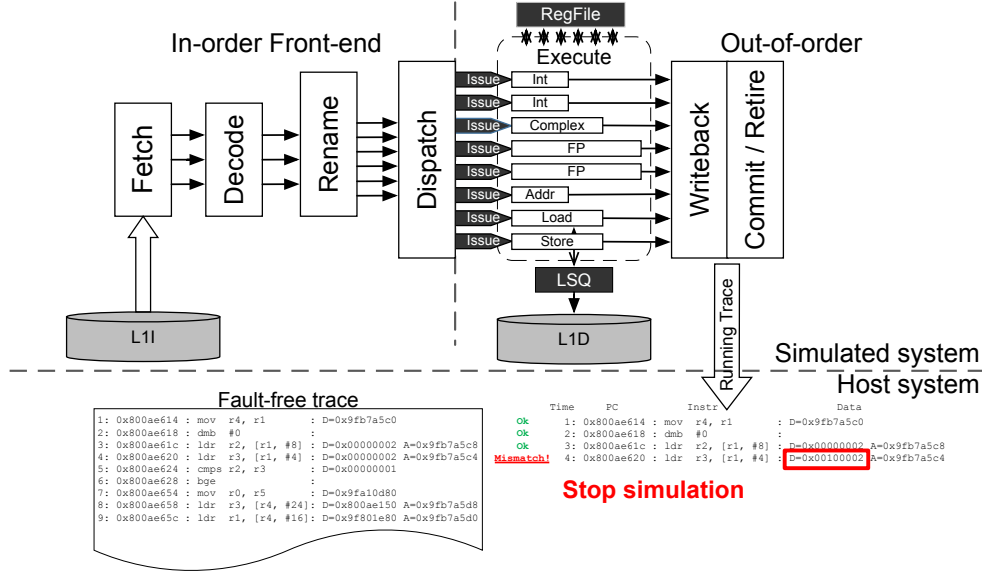 RegFile
In-order Front-end
Out-of-order
Execute
Fetch
Decode
Rename
Dispatch
Issue Int
Issue Int
Issue Complex
Issue FP
Issue FP
Issue Addr
Issue Load
Issue Store
Writeback
Commit / Retire
LSQ
L1I
L1D
Running Trace
Simulated system
Host system
Fault-free trace
1: 0x800ae614 : mov r4, r1 : D=0x9fb7a5c0
2: 0x800ae618 : dmb #0 :
3: 0x800ae61c : ldr r2, [r1, #8] : D=0x00000002 A=0x9fb7a5c8
4: 0x800ae620 : ldr r3, [r1, #4] : D=0x00000002 A=0x9fb7a5c4
5: 0x800ae624 : cmps r2, r3 : D=0x00000001
6: 0x800ae628 : bge :
7: 0x800ae654 : mov r0, r5 : D=0x9fa10d80
8: 0x800ae658 : ldr r3, [r4, #24]: D=0x800ae150 A=0x9fb7a5d8
9: 0x800ae65c : ldr r1, [r4, #16]: D=0x9f801e80 A=0x9fb7a5d0
Time PC Instr Data
Ok 1: 0x800ae614 : mov r4, r1 : D=0x9fb7a5c0
Ok 2: 0x800ae618 : dmb #0 :
Ok 3: 0x800ae61c : ldr r2, [r1, #8] : D=0x00000002 A=0x9fb7a5c8
Mismatch! 4: 0x800ae620 : ldr r3, [r1, #4] : D=0x00100002 A=0x9fb7a5c4
Stop simulation